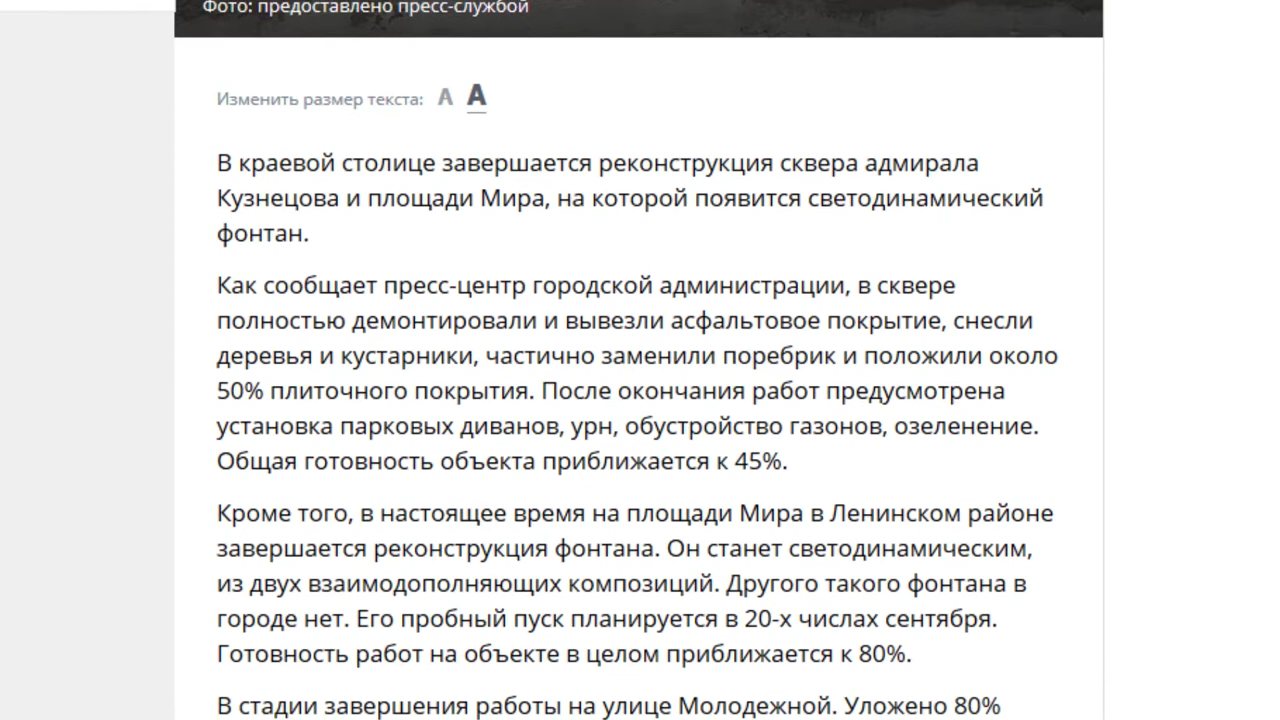 Фото: предоставлено пресс-службой
Изменить размер текста: A A
В краевой столице завершается реконструкция сквера адмирала
Кузнецова и площади Мира, на которой появится светодинамический
фонтан.
Как сообщает пресс-центр городской администрации, в сквере
полностью демонтировали и вывезли асфальтовое покрытие, снесли
деревья и кустарники, частично заменили поребрик и положили около
50% плиточного покрытия. После окончания работ предусмотрена
установка парковых диванов, урн, обустройство газонов, озеленение.
Общая готовность объекта приближается к 45%.
Кроме того, в настоящее время на площади Мира в Ленинском районе
завершается реконструкция фонтана. Он станет светодинамическим,
из двух взаимодополняющих композиций. Другого такого фонтана в
городе нет. Его пробный пуск планируется в 20-х числах сентября.
Готовность работ на объекте в целом приближается к 80%.
В стадии завершения работы на улице Молодежной. Уложено 80%